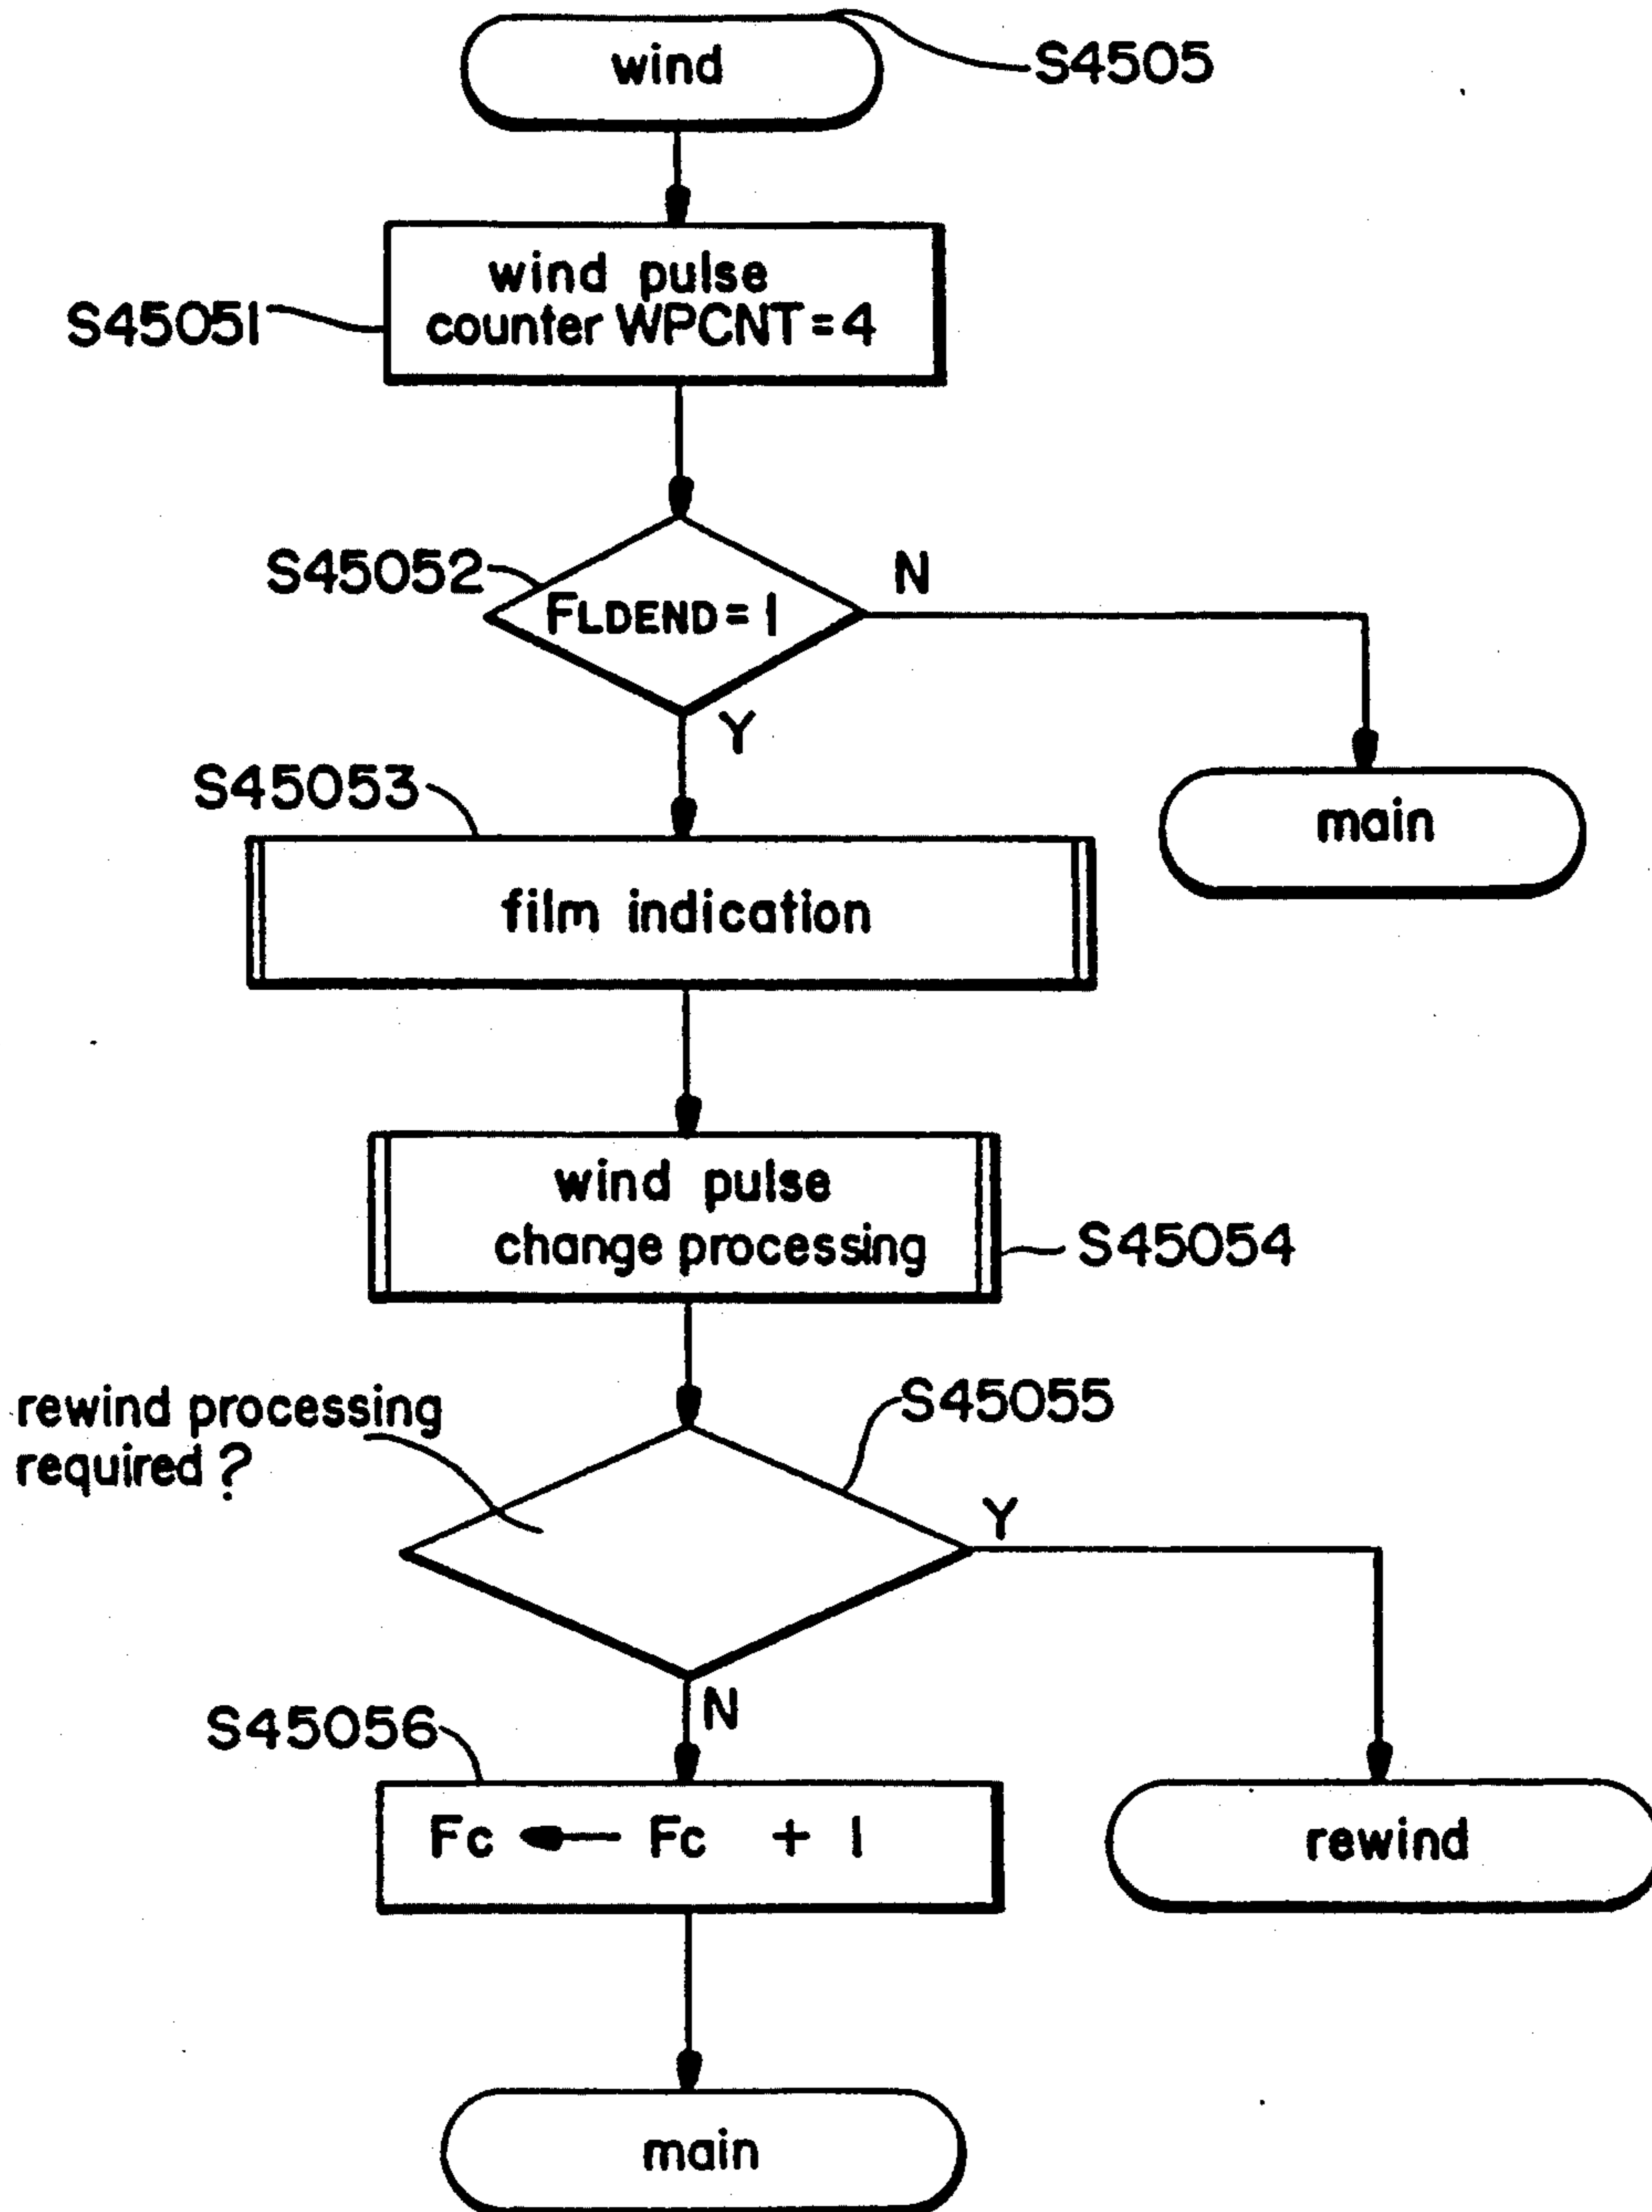 wind
S4505
wind pulse
counter WPCNT = 4
S45051
S45052
FLDEND = 1
N
Y
main
S45053
film indication
wind pulse
change processing
S45054
rewind processing
required ?
S45055
Y
N
S45056
Fc ← Fc + 1
rewind
main